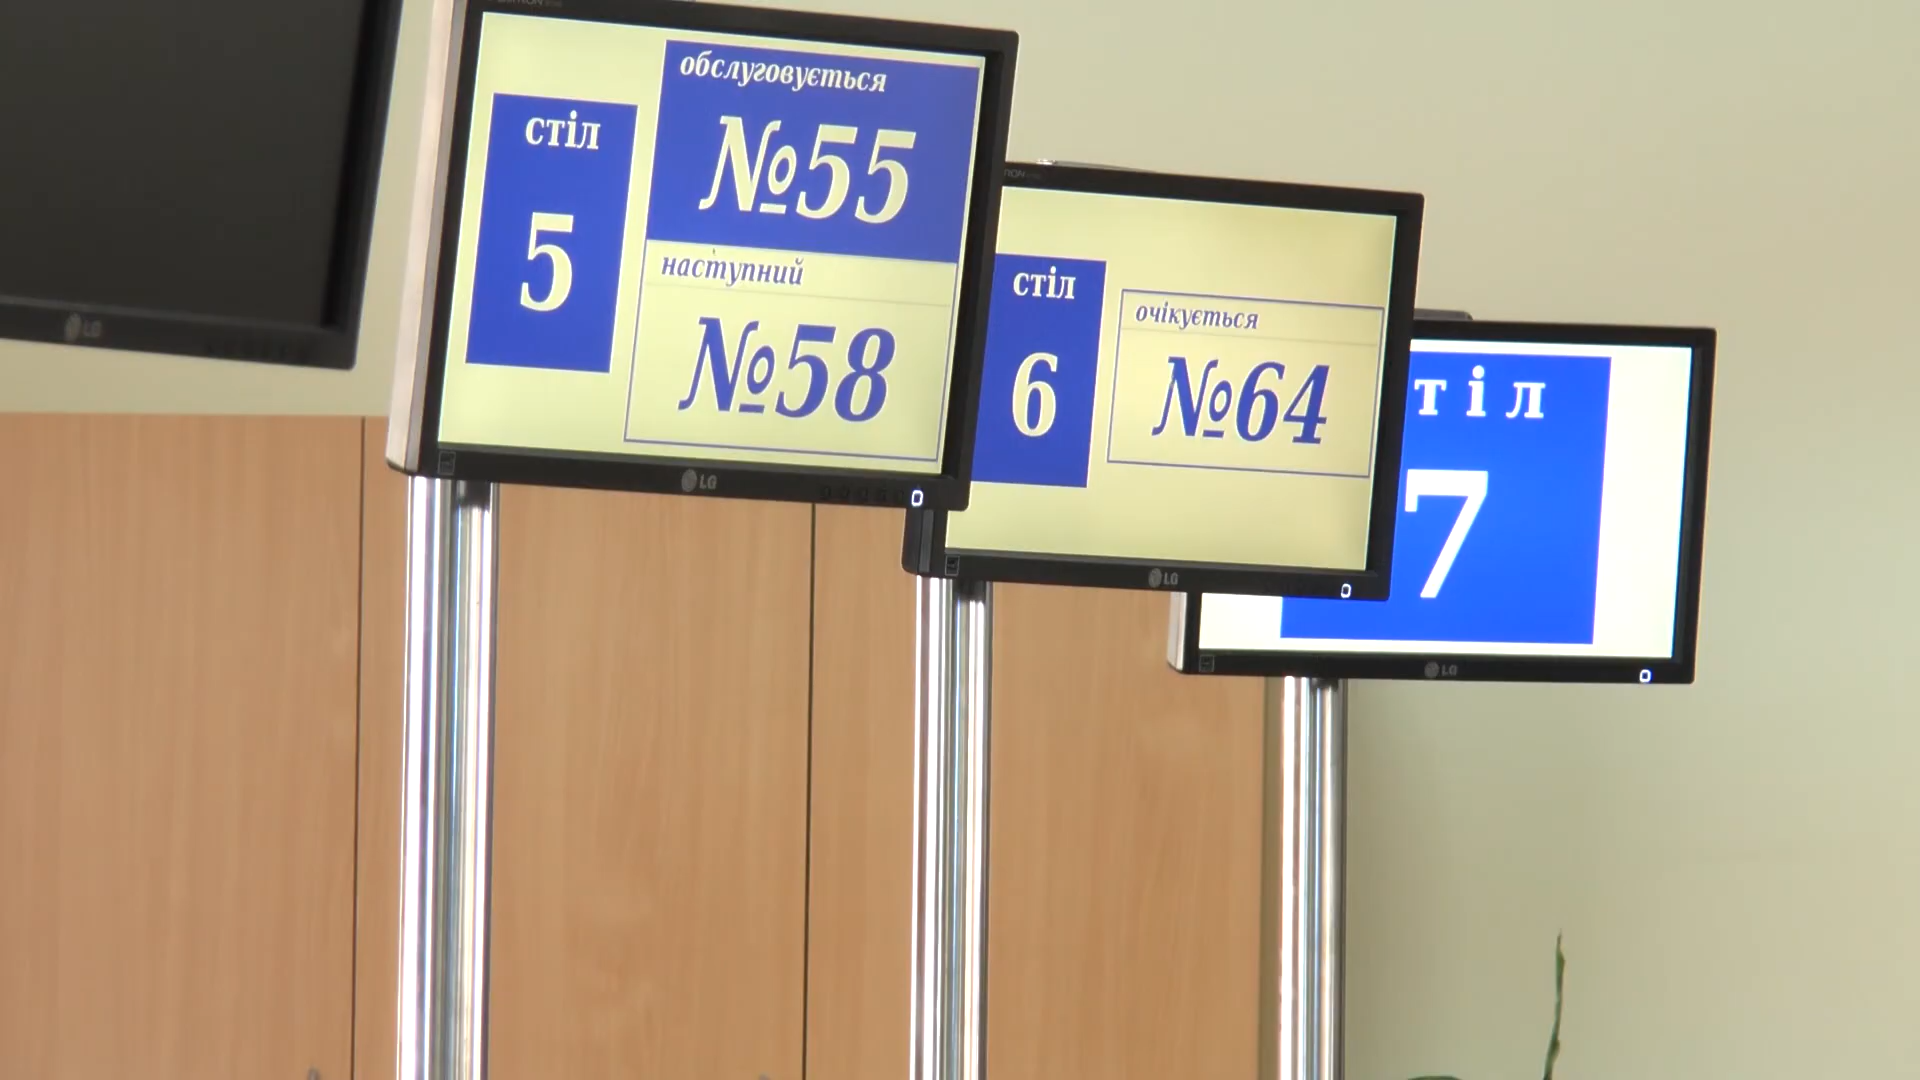 стіл
5
обслуговується
№55
наступний
№58
LG
стіл
6
очікується
№64
LG
тіл
7
LG
LG